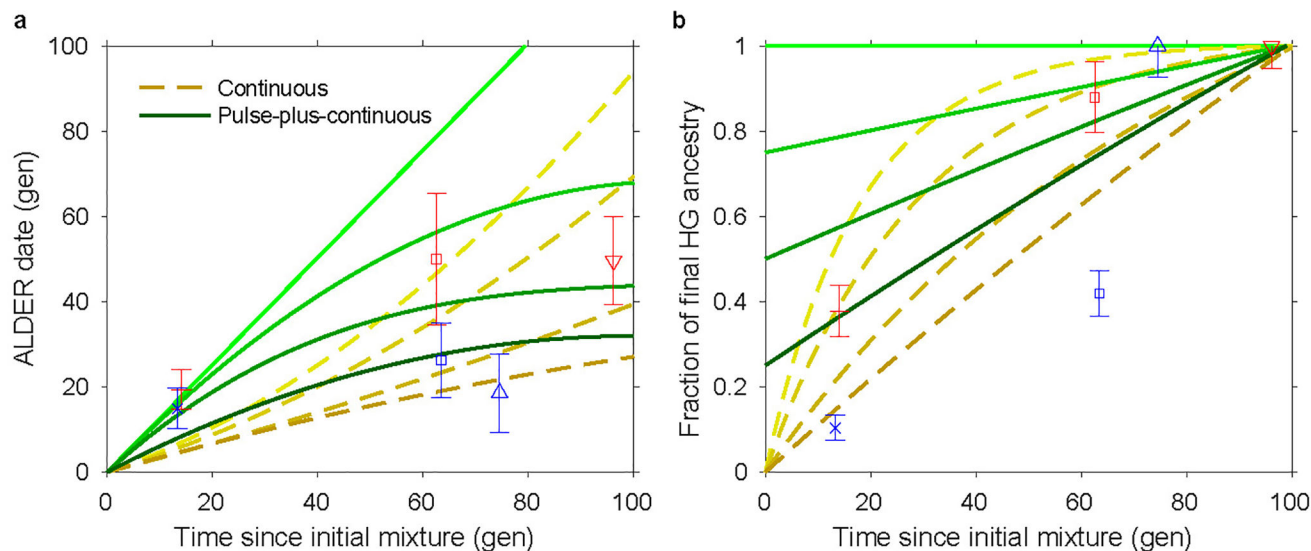 a
100
80
60
40
20
0
ALDER date (gen)
Continuous
Pulse-plus-continuous
0 20 40 60 80 100
Time since initial mixture (gen)
b
1
0.8
0.6
0.4
0.2
0
Fraction of final HG ancestry
0 20 40 60 80 100
Time since initial mixture (gen)